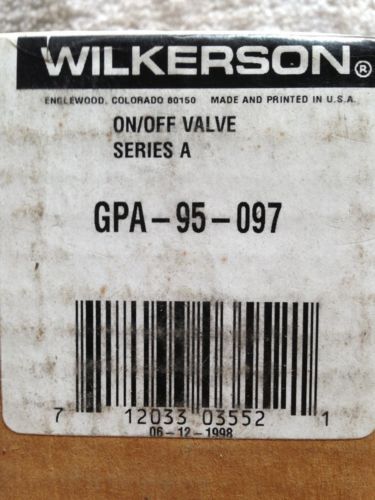 WILKERSON®
ENGLEWOOD, COLORADO 80150 MADE AND PRINTED IN U.S.A.
ON/OFF VALVE
SERIES A
GPA-95-097
7 12033 03552 1
06-12-1998